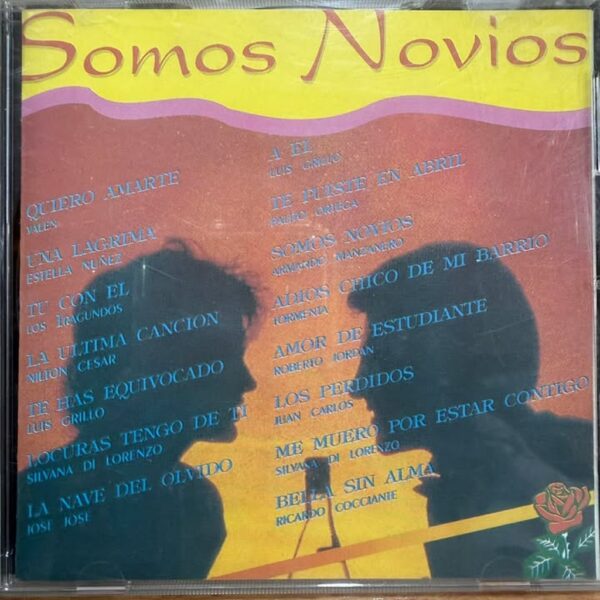 Somos Novios
QUIERO AMARTE
YALEN
UNA LAGRIMA
ESTELLA NUÑEZ
TU CON EL
LOS IRACUNDOS
LA ULTIMA CANCION
NILTON CESAR
TE HAS EQUIVOCADO
LUIS GRILLO
LOCURAS TENGO DE TI
SILVANA DI LORENZO
LA NAVE DEL OLVIDO
JOSE JOSE
A EL
LUIS GRILLO
TE FUISTE EN ABRIL
PALITO ORTEGA
SOMOS NOVIOS
ARMANDO MANZANERO
ADIOS CHICO DE MI BARRIO
TORMENTA
AMOR DE ESTUDIANTE
ROBERTO JORDAN
LOS PERDIDOS
JUAN CARLOS
ME MUERO POR ESTAR CONTIGO
SILVANA DI LORENZO
BELLA SIN ALMA
RICARDO COCCIANTE